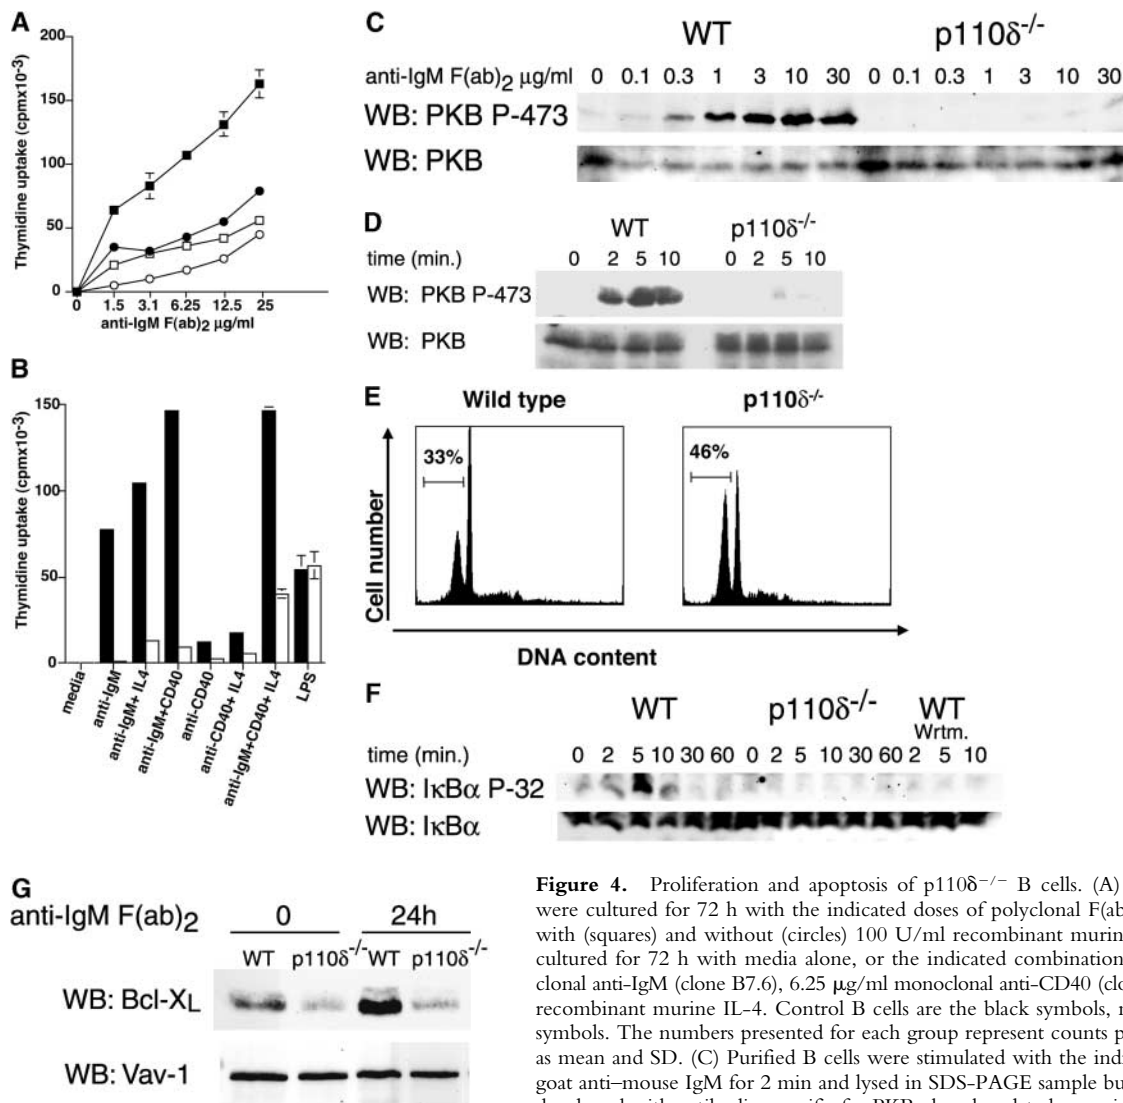 A
200
150
100
50
0
Thymidine uptake (cpmx10⁻³)
0 1.5 3.1 6.25 12.5 25
anti-IgM F(ab)₂ μg/ml
B
150
100
50
0
Thymidine uptake (cpmx10⁻³)
media
anti-IgM
anti-IgM+ IL4
anti-IgM+CD40
anti-CD40
anti-CD40+ IL4
anti-IgM+CD40+ IL4
LPS
C
WT p110δ⁻/⁻
anti-IgM F(ab)₂ μg/ml 0 0.1 0.3 1 3 10 30 0 0.1 0.3 1 3 10 30
WB: PKB P-473
WB: PKB
D
WT p110δ⁻/⁻
time (min.) 0 2 5 10 0 2 5 10
WB: PKB P-473
WB: PKB
E
Wild type p110δ⁻/⁻
33% 46%
Cell number
DNA content
F
WT p110δ⁻/⁻ WT
Wrtm.
time (min.) 0 2 5 10 30 60 0 2 5 10 30 60 2 5 10
WB: IκBα P-32
WB: IκBα
G
anti-IgM F(ab)₂ 0 24h
WT p110δ⁻/⁻ WT p110δ⁻/⁻
WB: Bcl-XL
WB: Vav-1
Figure 4. Proliferation and apoptosis of p110δ⁻/⁻ B cells. (A)
were cultured for 72 h with the indicated doses of polyclonal F(ab
with (squares) and without (circles) 100 U/ml recombinant murin
cultured for 72 h with media alone, or the indicated combination
clonal anti-IgM (clone B7.6), 6.25 μg/ml monoclonal anti-CD40 (clo
recombinant murine IL-4. Control B cells are the black symbols,
symbols. The numbers presented for each group represent counts p
as mean and SD. (C) Purified B cells were stimulated with the indi
goat anti–mouse IgM for 2 min and lysed in SDS-PAGE sample bu